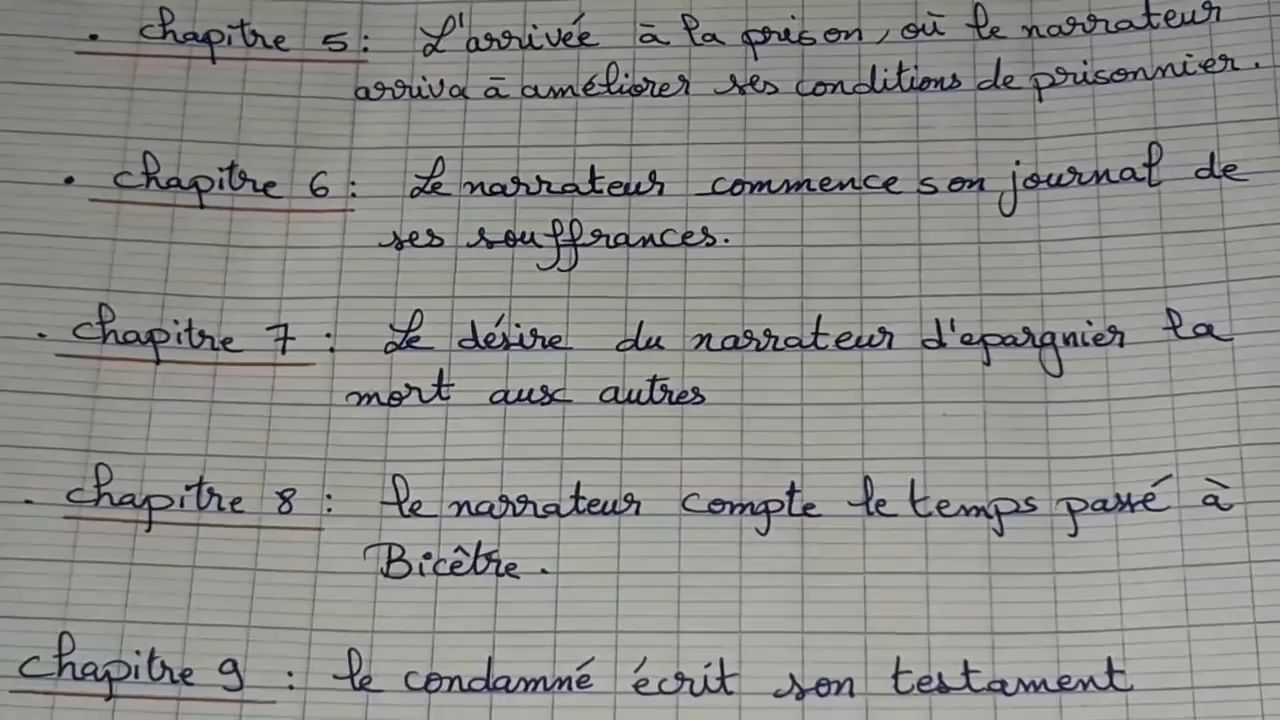 . Chapitre 5 : L'arrivée à la prison, où le narrateur
arriva à améliorer ses conditions de prisonnier.
. Chapitre 6 : Le narrateur commence son journal de
ses souffrances.
. Chapitre 7 : Le désire du narrateur d'epargnier la
mort aux autres
. Chapitre 8 : le narrateur compte le temps passé à
Bicêtre.
Chapitre 9 : le condamné écrit son testament